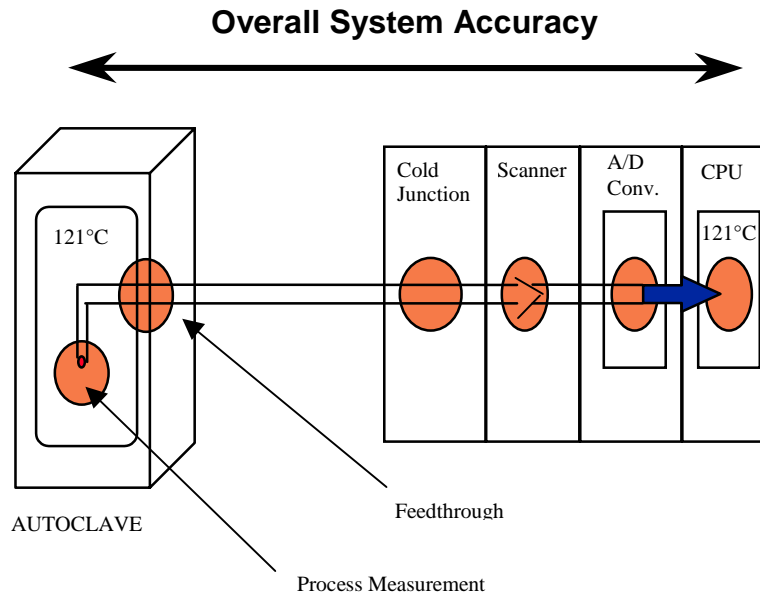 Overall System Accuracy
Cold
Junction
Scanner
A/D
Conv.
CPU
121°C
121°C
AUTOCLAVE
Feedthrough
Process Measurement